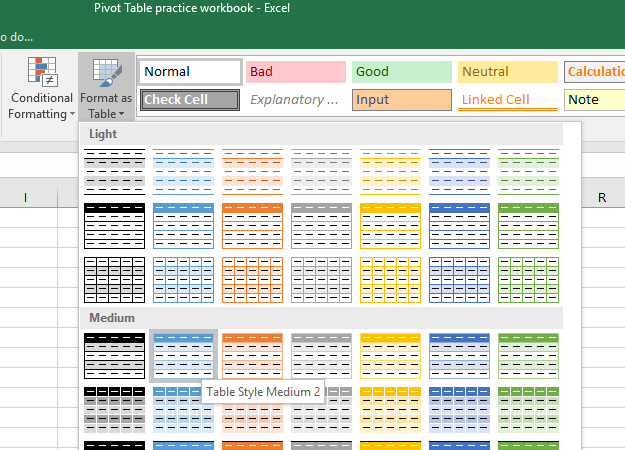 Pivot Table practice workbook - Excel
o do...
Conditional
Formatting
Format as
Table
Normal
Bad
Good
Neutral
Calculatio
Check Cell
Explanatory ...
Input
Linked Cell
Note
Light
I
R
Medium
Table Style Medium 2